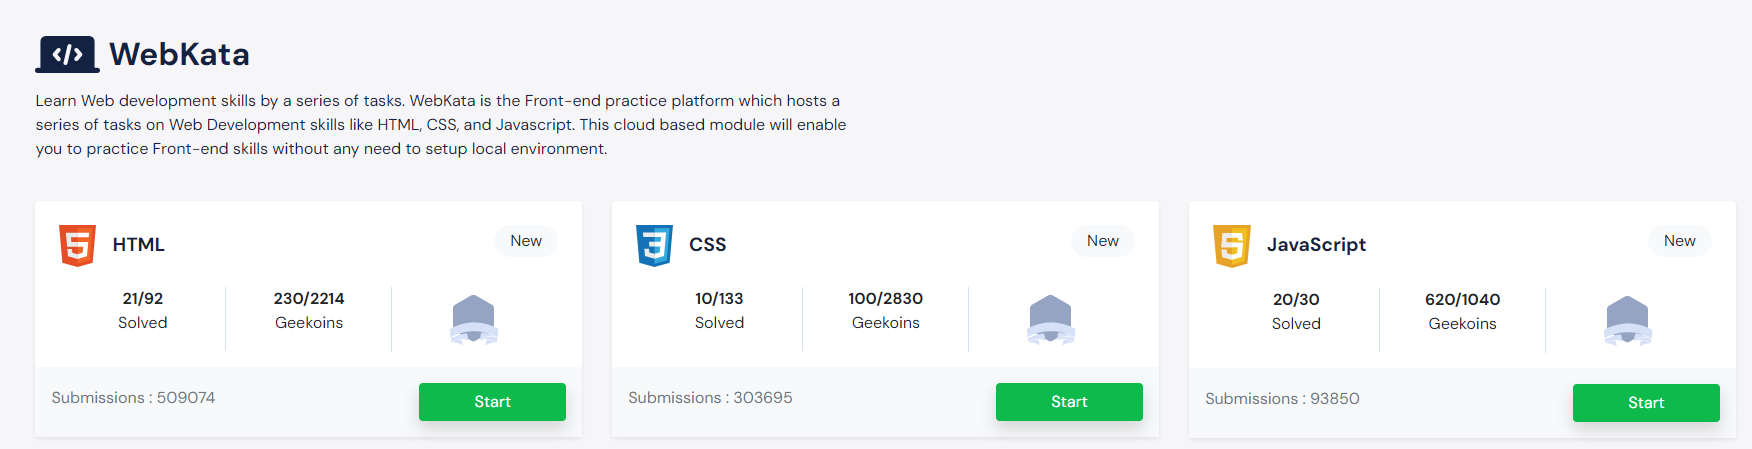 WebKata
Learn Web development skills by a series of tasks. WebKata is the Front-end practice platform which hosts a
series of tasks on Web Development skills like HTML, CSS, and Javascript. This cloud based module will enable
you to practice Front-end skills without any need to setup local environment.
HTML
New
21/92
Solved
230/2214
Geekoins
Submissions : 509074
Start
CSS
New
10/133
Solved
100/2830
Geekoins
Submissions : 303695
Start
JavaScript
New
20/30
Solved
620/1040
Geekoins
Submissions : 93850
Start